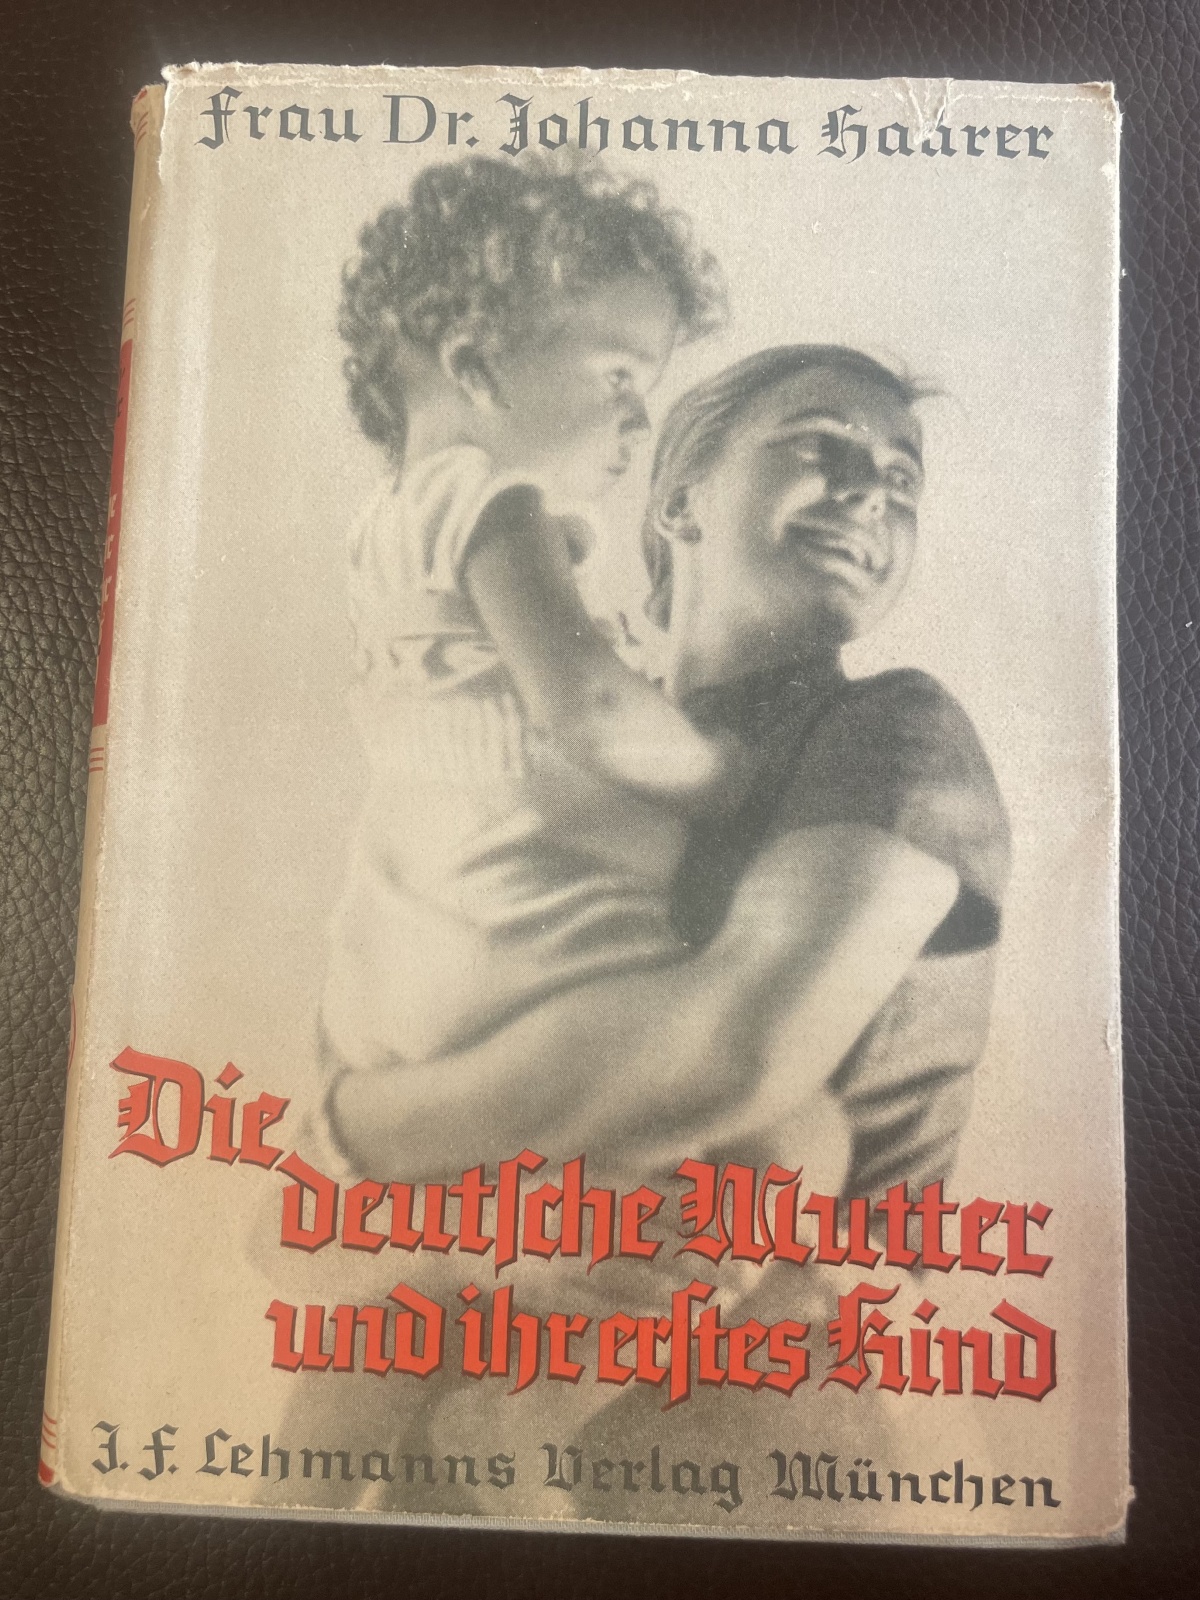 Frau Dr. Johanna Haarer
Die
deutſche Mutter
und ihr erſtes Kind
J. F. Lehmanns Verlag München